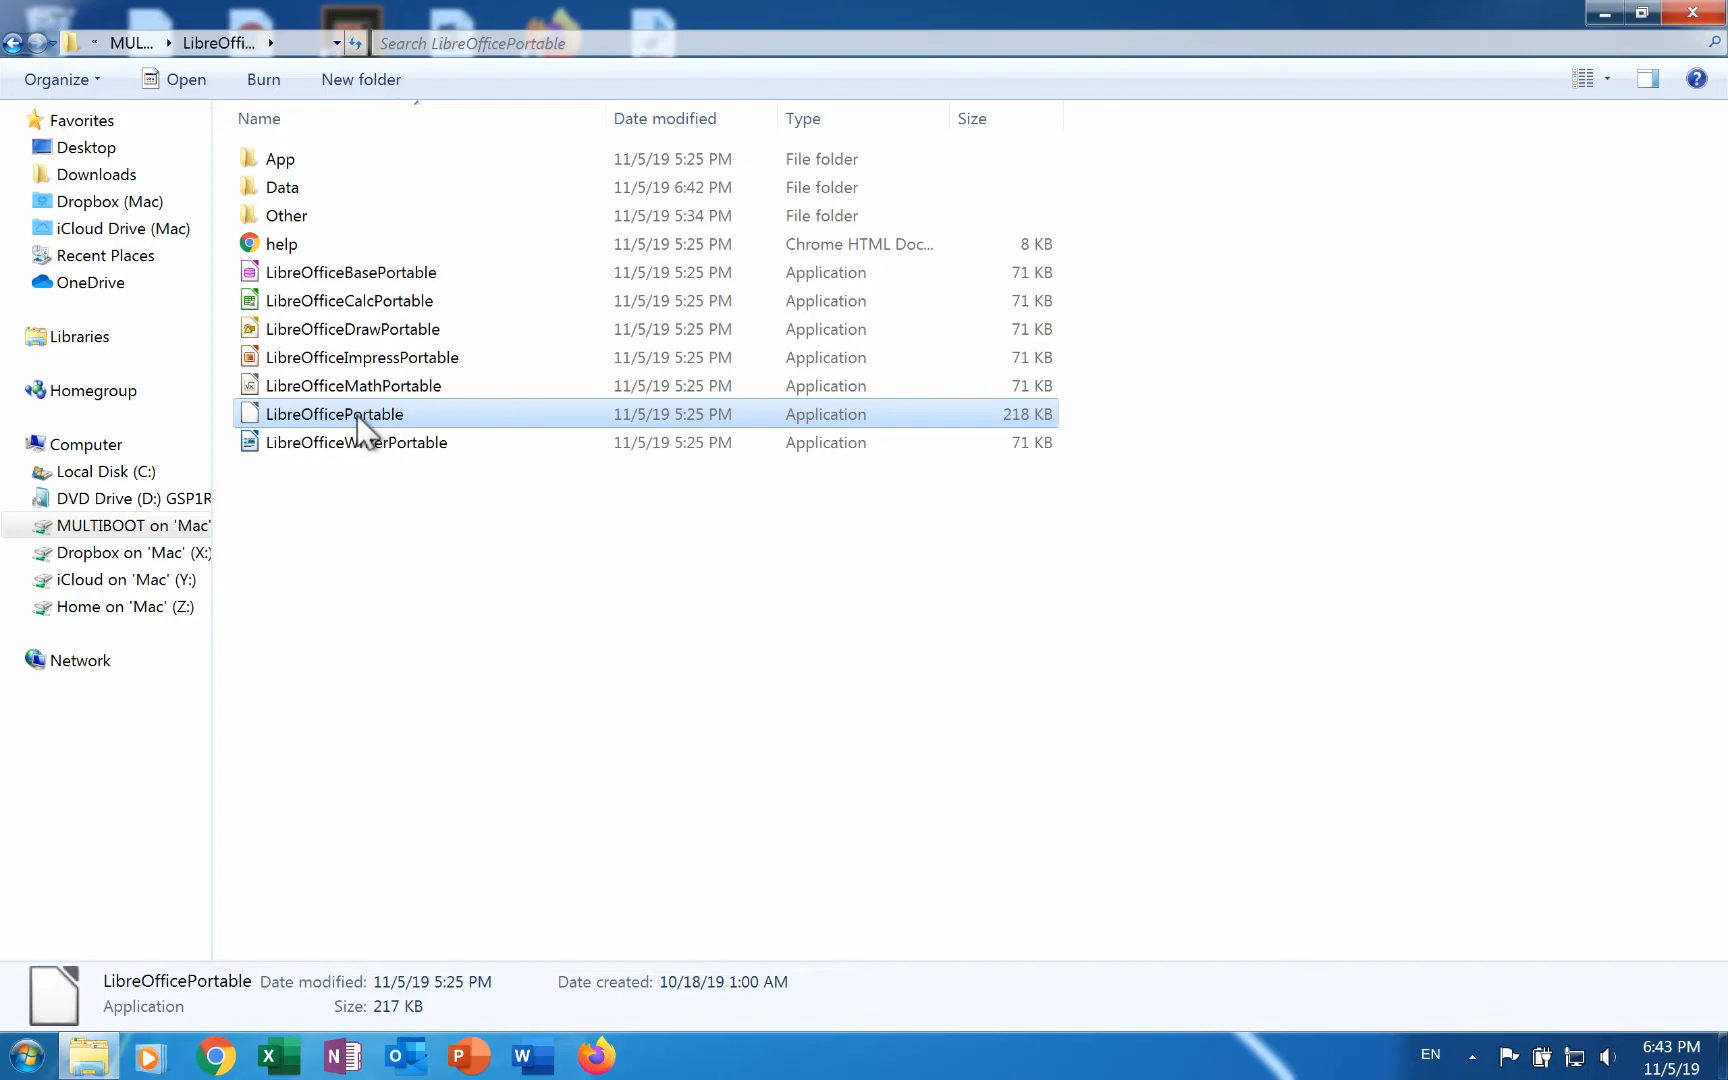 « MUL... LibreOffi... Search LibreOfficePortable
Organize Open Burn New folder
Favorites
Desktop
Downloads
Dropbox (Mac)
iCloud Drive (Mac)
Recent Places
OneDrive
Libraries
Homegroup
Computer
Local Disk (C:)
DVD Drive (D:) GSP1R
MULTIBOOT on 'Mac'
Dropbox on 'Mac' (X:)
iCloud on 'Mac' (Y:)
Home on 'Mac' (Z:)
Network
Name Date modified Type Size
App 11/5/19 5:25 PM File folder
Data 11/5/19 6:42 PM File folder
Other 11/5/19 5:34 PM File folder
help 11/5/19 5:25 PM Chrome HTML Doc... 8 KB
LibreOfficeBasePortable 11/5/19 5:25 PM Application 71 KB
LibreOfficeCalcPortable 11/5/19 5:25 PM Application 71 KB
LibreOfficeDrawPortable 11/5/19 5:25 PM Application 71 KB
LibreOfficeImpressPortable 11/5/19 5:25 PM Application 71 KB
LibreOfficeMathPortable 11/5/19 5:25 PM Application 71 KB
LibreOfficePortable 11/5/19 5:25 PM Application 218 KB
LibreOfficeWriterPortable 11/5/19 5:25 PM Application 71 KB
LibreOfficePortable Date modified: 11/5/19 5:25 PM Date created: 10/18/19 1:00 AM
Application Size: 217 KB
EN 6:43 PM
11/5/19